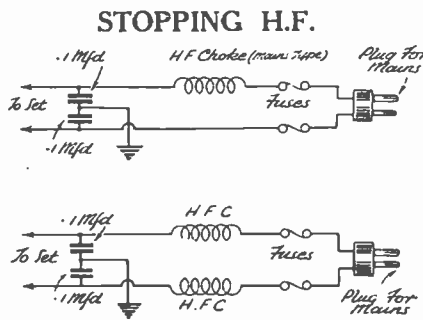 STOPPING H.F.
.1 Mfd
HF Choke (mains Type)
Plug For
Mains
To Set
Fuses
.1 Mfd
.1 Mfd
H.F.C
To Set
Fuses
.1 Mfd
H.F.C
Plug For
Mains